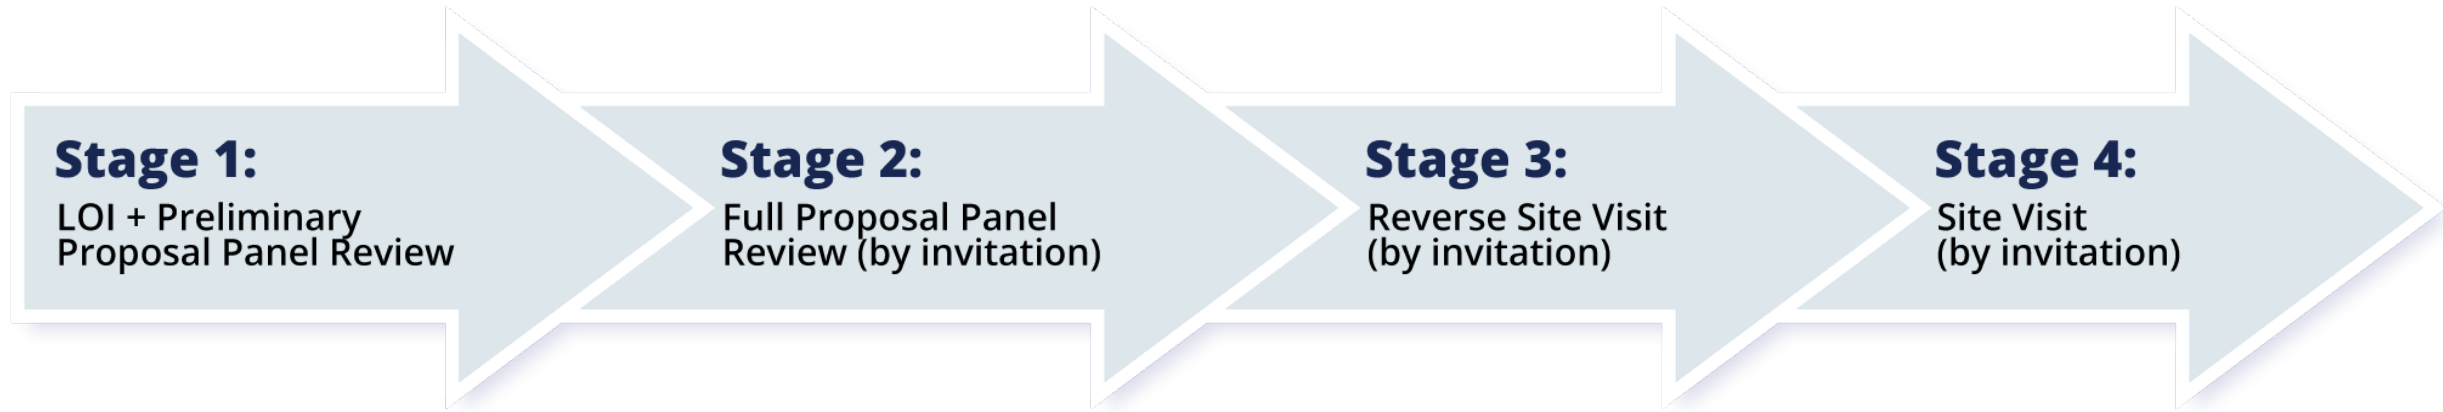 Stage 1:
LOI + Preliminary
Proposal Panel Review
Stage 2:
Full Proposal Panel
Review (by invitation)
Stage 3:
Reverse Site Visit
(by invitation)
Stage 4:
Site Visit
(by invitation)